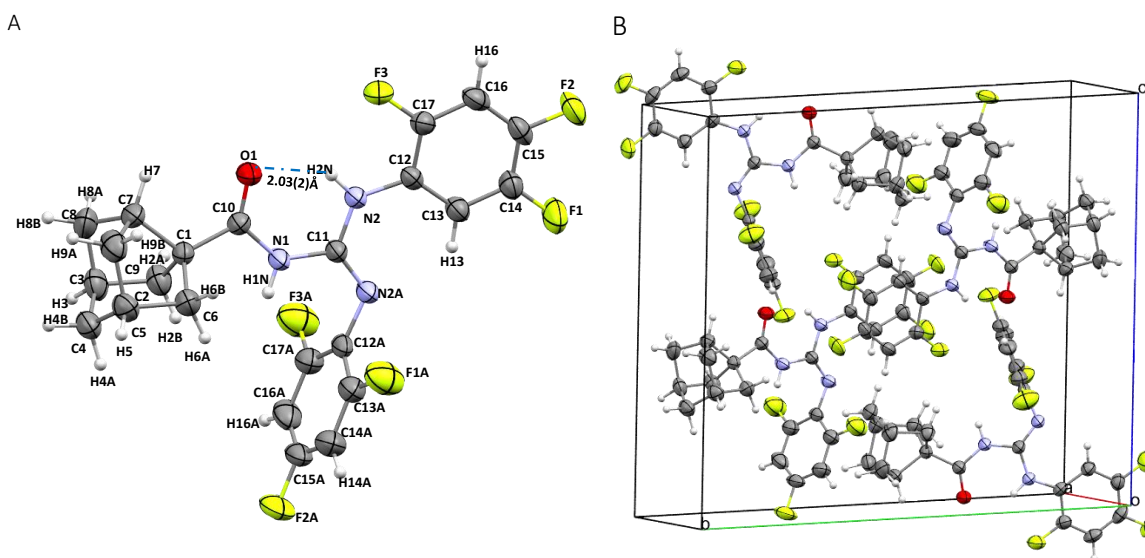 A
B
H16
F3
C16
F2
C17
O1
H2N
C15
2.03(2)Å
C12
H7
H8A
C7
N2
C13
C14
F1
C8
C10
H8B
H9B
C1
N1
C11
H13
H9A
H2A
C9
H1N
C3
C2
H6B
N2A
H3
F3A
H4B
C5
C6
C4
H5
H2B
C12A
H6A
C17A
F1A
H4A
C16A
C13A
H16A
C14A
C15A
H14A
F2A
c
a
o
b